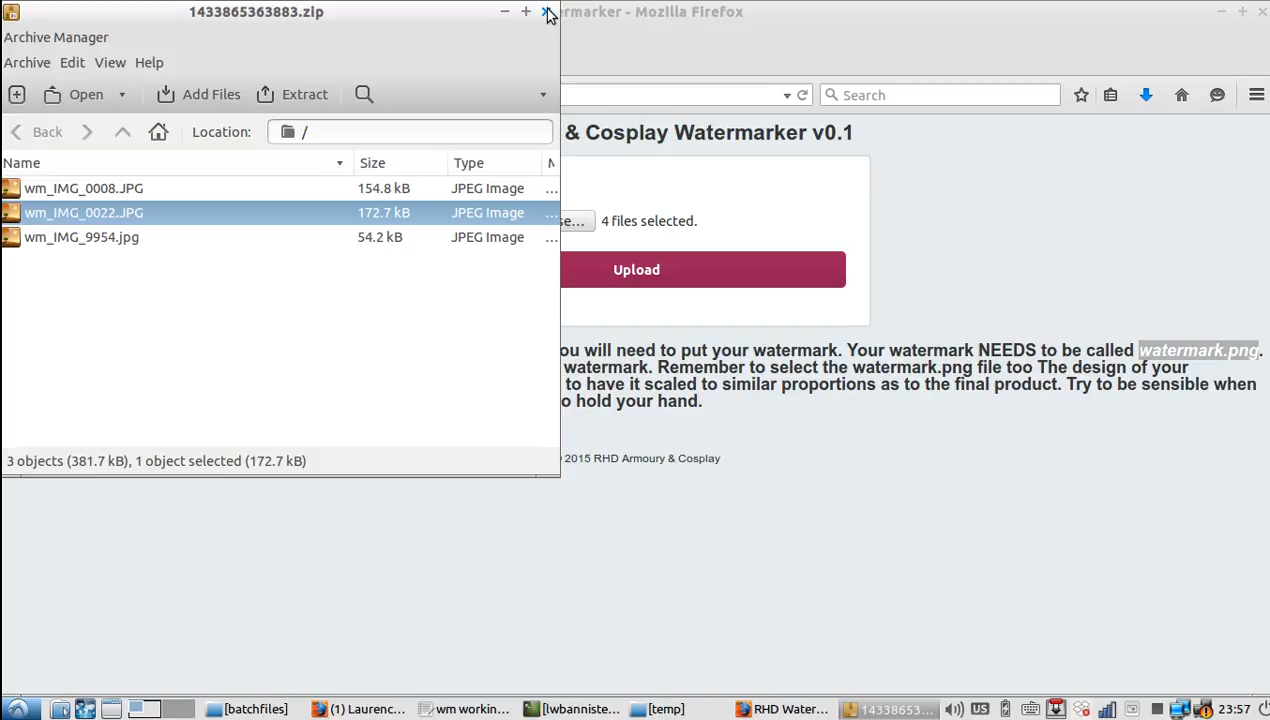 1433865363883.zip
ermarker - Mozilla Firefox
Archive Manager
Archive Edit View Help
Open Add Files Extract
Search
Back Location: /
& Cosplay Watermarker v0.1
Name Size Type
wm_IMG_0008.JPG 154.8 kB JPEG Image ...
wm_IMG_0022.JPG 172.7 kB JPEG Image ...
wm_IMG_9954.jpg 54.2 kB JPEG Image ...
se... 4 files selected.
Upload
ou will need to put your watermark. Your watermark NEEDS to be called watermark.png.
watermark. Remember to select the watermark.png file too The design of your
to have it scaled to similar proportions as to the final product. Try to be sensible when
o hold your hand.
2015 RHD Armoury & Cosplay
3 objects (381.7 kB), 1 object selected (172.7 kB)
[batchfiles] (1) Laurenc... wm workin... [lwbanniste... [temp] RHD Water... 14338653... US 23:57